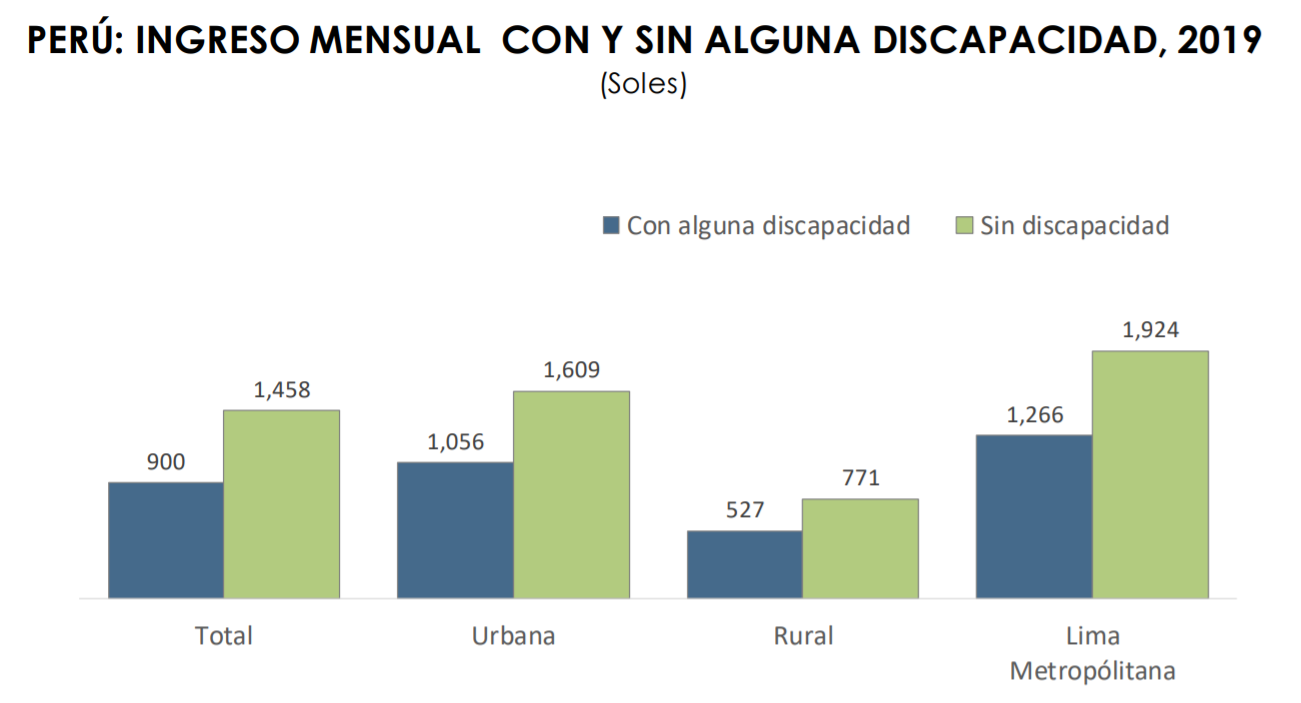 PERÚ: INGRESO MENSUAL CON Y SIN ALGUNA DISCAPACIDAD, 2019
(Soles)
Con alguna discapacidad Sin discapacidad
900 1,458 1,056 1,609 527 771 1,266 1,924
Total Urbana Rural Lima
Metropólitana